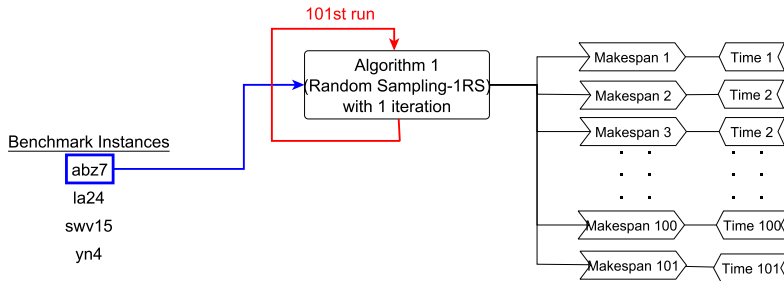 101st run
Algorithm 1
(Random Sampling-1RS)
with 1 iteration
Benchmark Instances
abz7
la24
swv15
yn4
Makespan 1
Time 1
Makespan 2
Time 2
Makespan 3
Time 2
Makespan 100
Time 100
Makespan 101
Time 101